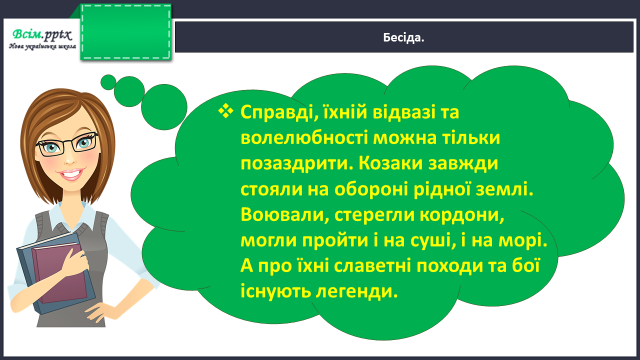 Всім.pptx
Нова українська школа
Бесіда.
❖ Справді, їхній відвазі та
волелюбності можна тільки
позаздрити. Козаки завжди
стояли на обороні рідної землі.
Воювали, стерегли кордони,
могли пройти і на суші, і на морі.
А про їхні славетні походи та бої
існують легенди.